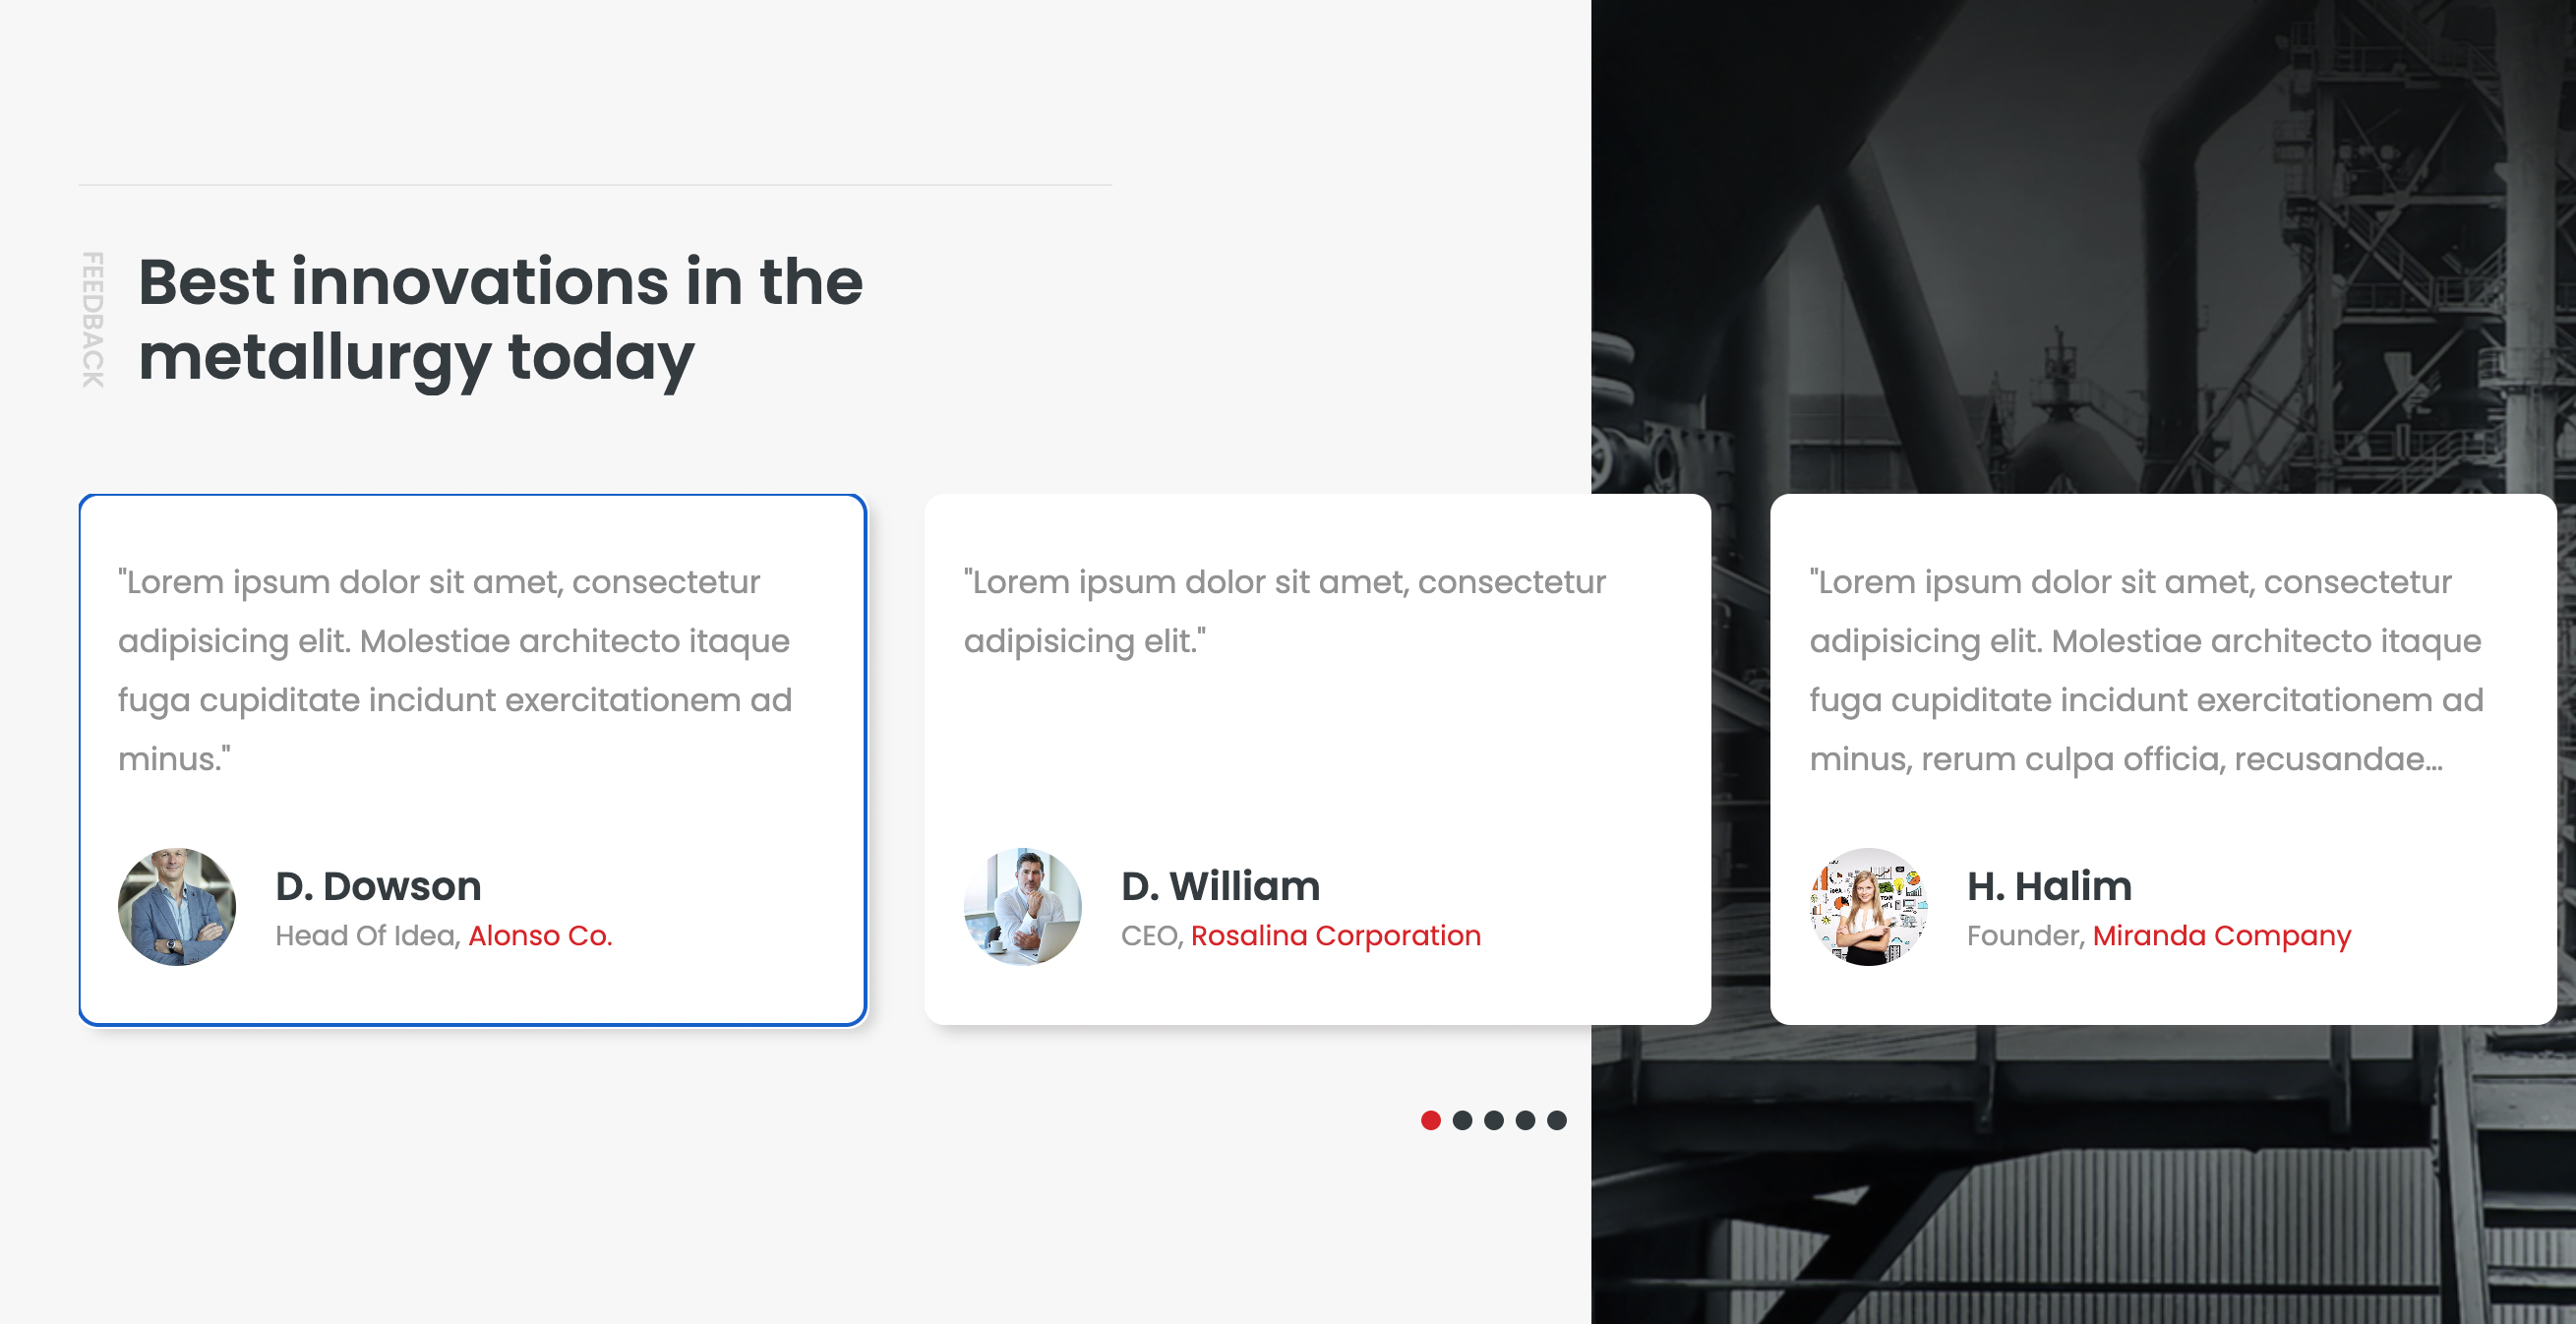 FEEDBACK
Best innovations in the
metallurgy today
"Lorem ipsum dolor sit amet, consectetur
adipisicing elit. Molestiae architecto itaque
fuga cupiditate incidunt exercitationem ad
minus."
D. Dowson
Head Of Idea, Alonso Co.
"Lorem ipsum dolor sit amet, consectetur
adipisicing elit."
D. William
CEO, Rosalina Corporation
"Lorem ipsum dolor sit amet, consectetur
adipisicing elit. Molestiae architecto itaque
fuga cupiditate incidunt exercitationem ad
minus, rerum culpa officia, recusandae...
H. Halim
Founder, Miranda Company